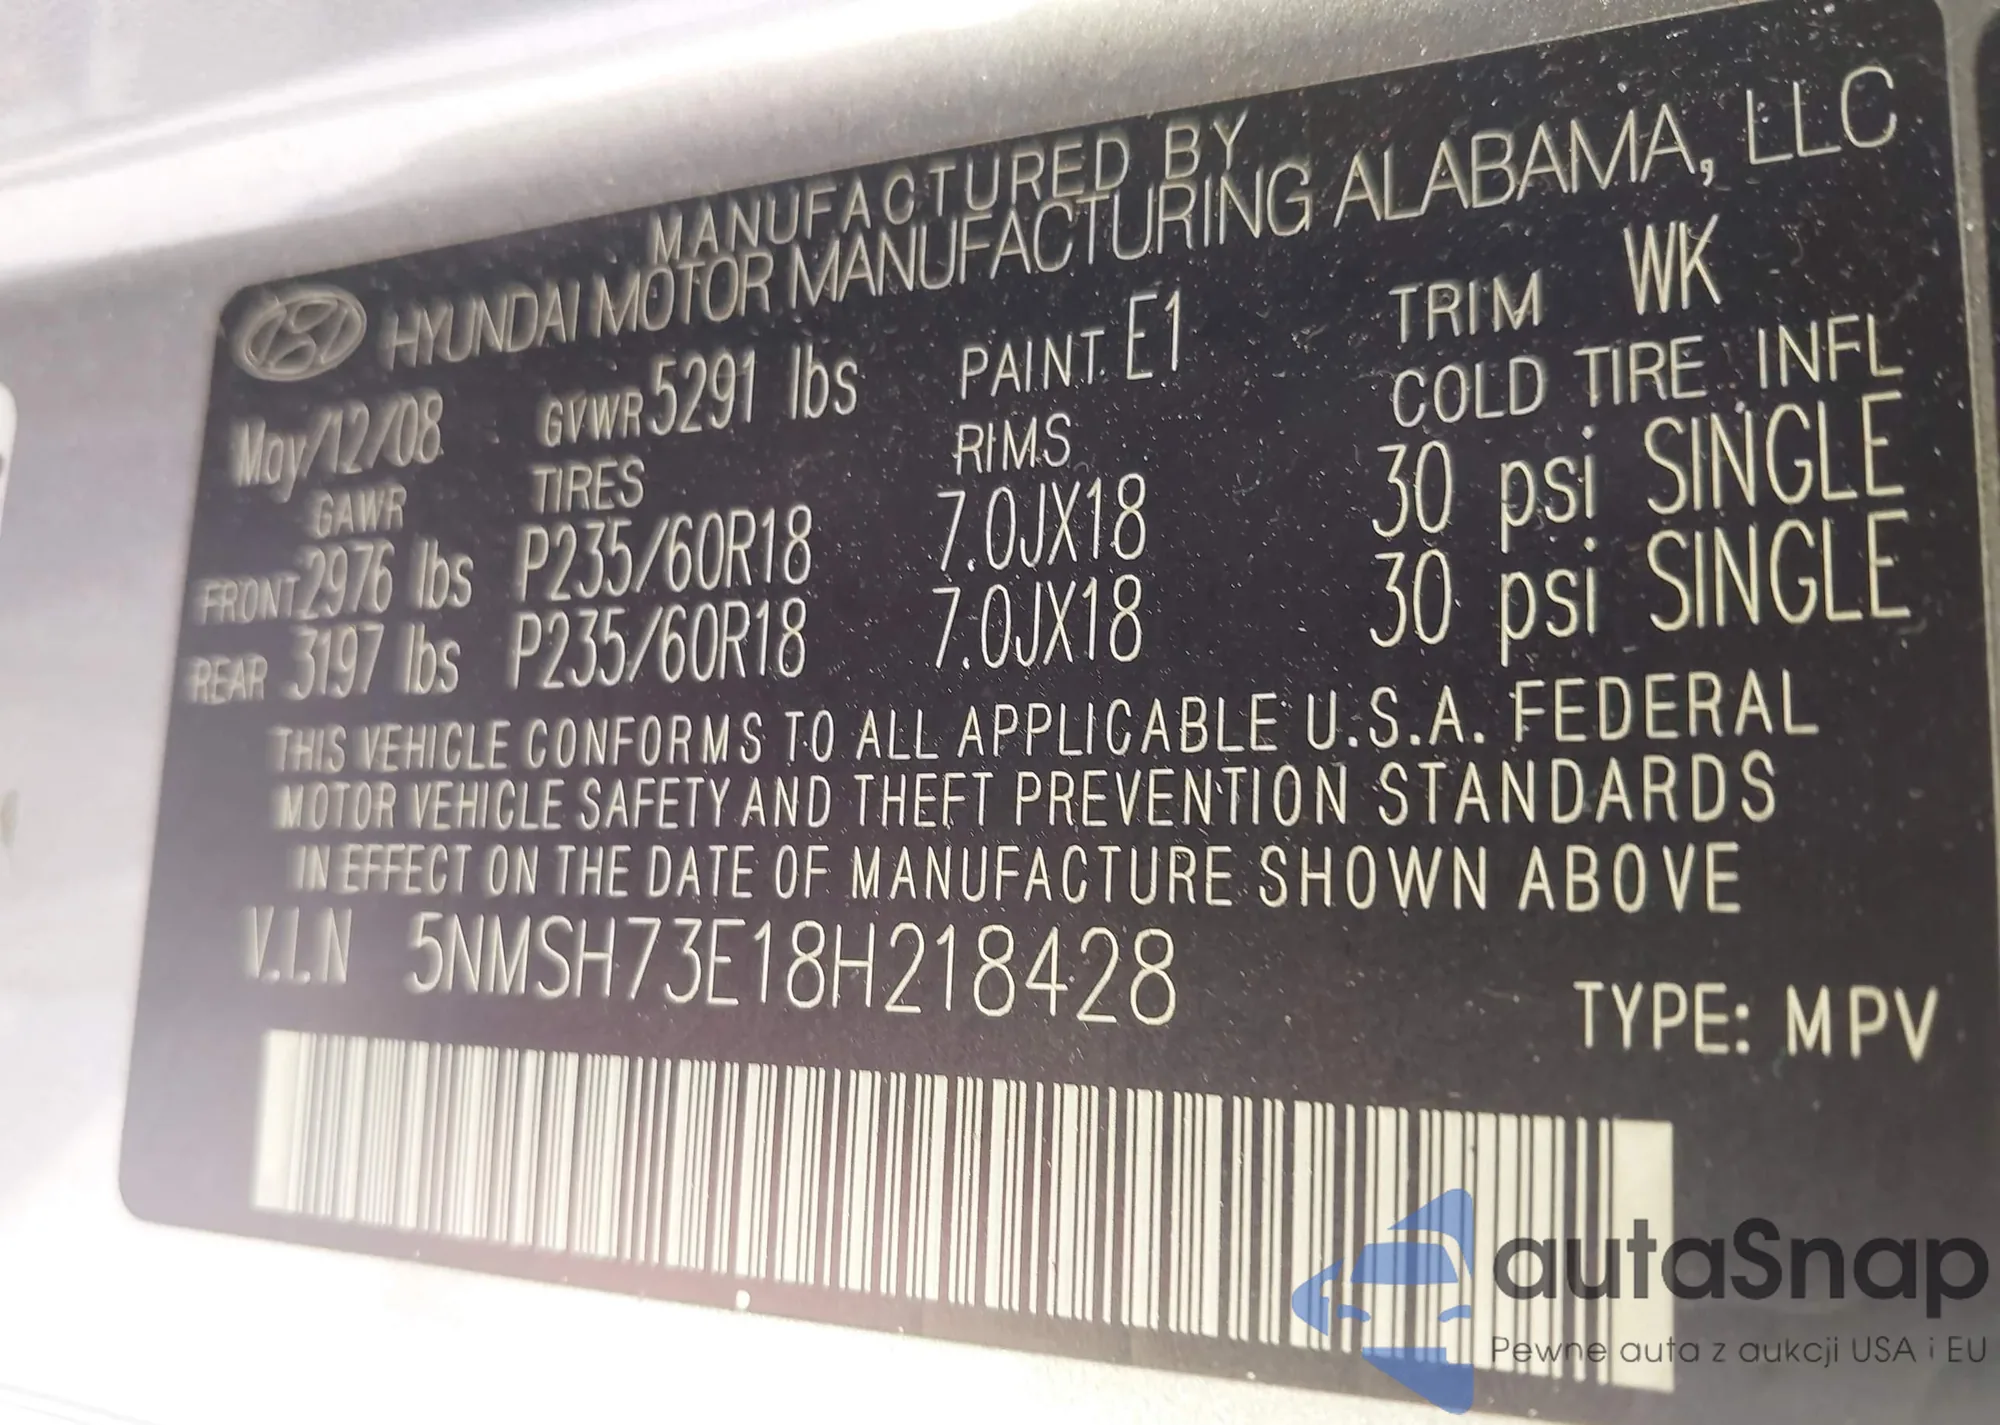 MANUFACTURED BY
HYUNDAI MOTOR MANUFACTURING ALABAMA, LLC
May/12/08 GVWR 5291 lbs PAINT E1 TRIM WK
GAWR TIRES RIMS COLD TIRE INFL
FRONT 2976 lbs P235/60R18 7.0JX18 30 psi SINGLE
REAR 3197 lbs P235/60R18 7.0JX18 30 psi SINGLE
THIS VEHICLE CONFORMS TO ALL APPLICABLE U.S.A. FEDERAL
MOTOR VEHICLE SAFETY AND THEFT PREVENTION STANDARDS
IN EFFECT ON THE DATE OF MANUFACTURE SHOWN ABOVE
V.I.N 5NMSH73E18H218428
TYPE: MPV
autaSnap
Pewne auta z aukcji USA i EU